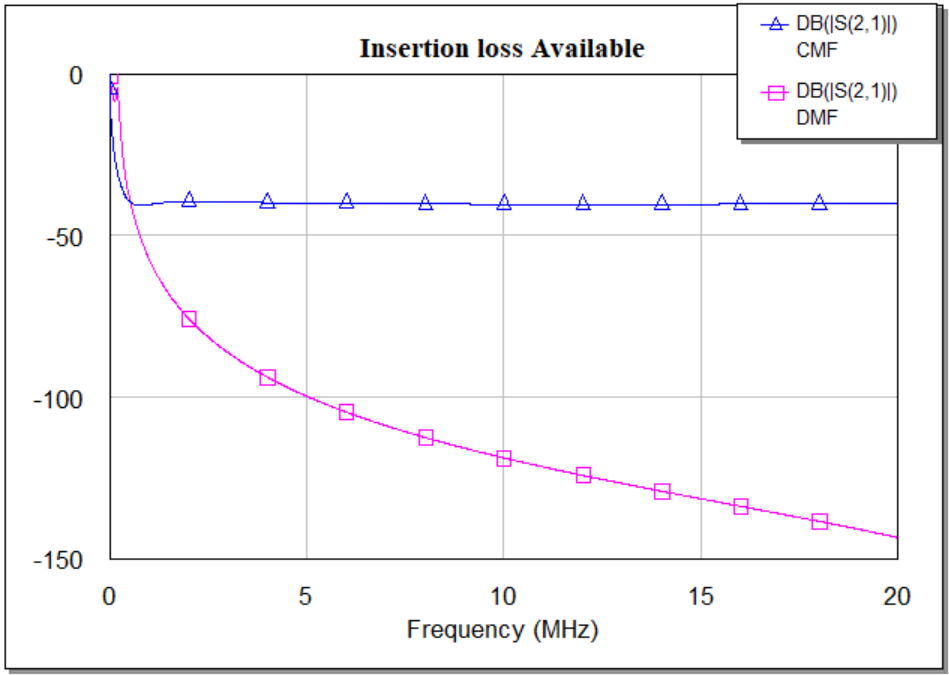 Insertion loss Available
DB(|S(2,1)|)
CMF
DB(|S(2,1)|)
DMF
0
-50
-100
-150
0 5 10 15 20
Frequency (MHz)